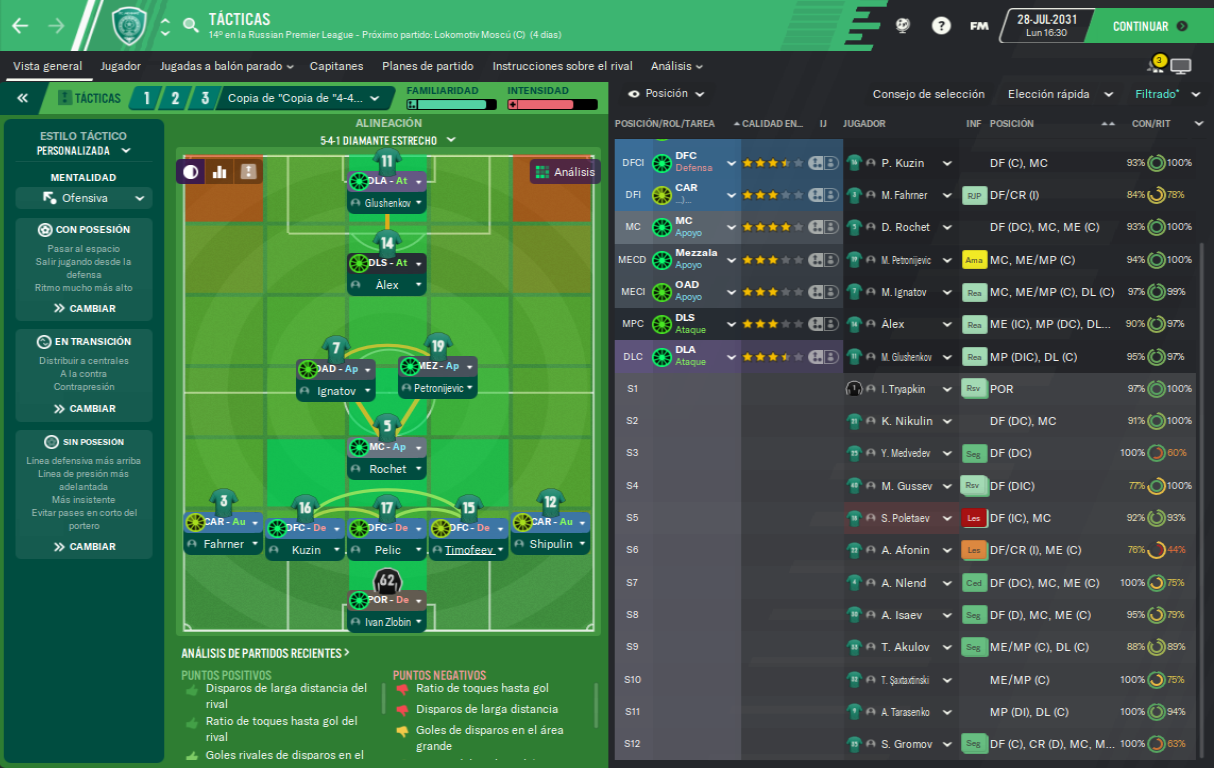 TÁCTICAS
14º en la Russian Premier League - Próximo partido: Lokomotiv Moscú (C) (4 días)
FM
28-JUL-2031
Lun 16:30
CONTINUAR
Vista general
Jugador
Jugadas a balón parado
Capitanes
Planes de partido
Instrucciones sobre el rival
Análisis
3
TÁCTICAS
1
2
3
Copia de "Copia de "4-4...
FAMILIARIDAD
INTENSIDAD
ESTILO TÁCTICO
PERSONALIZADA
MENTALIDAD
Ofensiva
CON POSESIÓN
Pasar al espacio
Salir jugando desde la
defensa
Ritmo mucho más alto
CAMBIAR
EN TRANSICIÓN
Distribuir a centrales
A la contra
Contrapresión
CAMBIAR
SIN POSESIÓN
Línea defensiva más arriba
Línea de presión más
adelantada
Más insistente
Evitar pases en corto del
portero
CAMBIAR
ALINEACIÓN
5-4-1 DIAMANTE ESTRECHO
Análisis
11
DLA - At
Glushenkov
14
DLS - At
Àlex
7
OAD - Ap
Ignatov
19
MEZ - Ap
Petronijevic
5
MC - Ap
Rochet
3
CAR - Au
Fahrner
16
DFC - De
Kuzin
17
DFC - De
Pelic
15
DFC - De
Timofeev
12
CAR - Au
Shipulin
62
POR - De
Ivan Zlobin
ANÁLISIS DE PARTIDOS RECIENTES >
PUNTOS POSITIVOS
Disparos de larga distancia del
rival
Ratio de toques hasta gol del
rival
Goles rivales de disparos en el
PUNTOS NEGATIVOS
Ratio de toques hasta gol
Disparos de larga distancia
Goles de disparos en el área
grande
Posición
Consejo de selección
Elección rápida
Filtrado*
POSICIÓN/ROL/TAREA CALIDAD EN... IJ JUGADOR INF POSICIÓN CON/RIT
DFCI DFC Defensa P. Kuzin DF (C), MC 93% 100%
DFI CAR ...)... M. Fahrner RJP DF/CR (I) 84% 78%
MC MC Apoyo D. Rochet DF (DC), MC, ME (C) 93% 100%
MECD Mezzala Apoyo M. Petronijevic Ama MC, ME/MP (C) 94% 100%
MECI OAD Apoyo M. Ignatov Rea MC, ME/MP (C), DL (C) 97% 99%
MPC DLS Ataque Àlex Rea ME (IC), MP (DC), DL... 90% 97%
DLC DLA Ataque M. Glushenkov Rea MP (DIC), DL (C) 95% 97%
S1 I. Tryapkin Rsv POR 97% 100%
S2 K. Nikulin DF (DC), MC 91% 100%
S3 Y. Medvedev Seg DF (DC) 100% 60%
S4 M. Gussev Rsv DF (DIC) 77% 100%
S5 S. Poletaev Les DF (IC), MC 92% 93%
S6 A. Afonin Les DF/CR (I), ME (C) 76% 44%
S7 A. Nlend Ced DF (DC), MC, ME (C) 100% 75%
S8 A. Isaev Seg DF (D), MC, ME (C) 95% 79%
S9 T. Akulov Seg ME/MP (C), DL (C) 88% 89%
S10 T. Şaxtaxtinski ME/MP (C) 100% 75%
S11 A. Tarasenko MP (DI), DL (C) 100% 94%
S12 S. Gromov Seg DF (C), CR (D), MC, M... 100% 63%